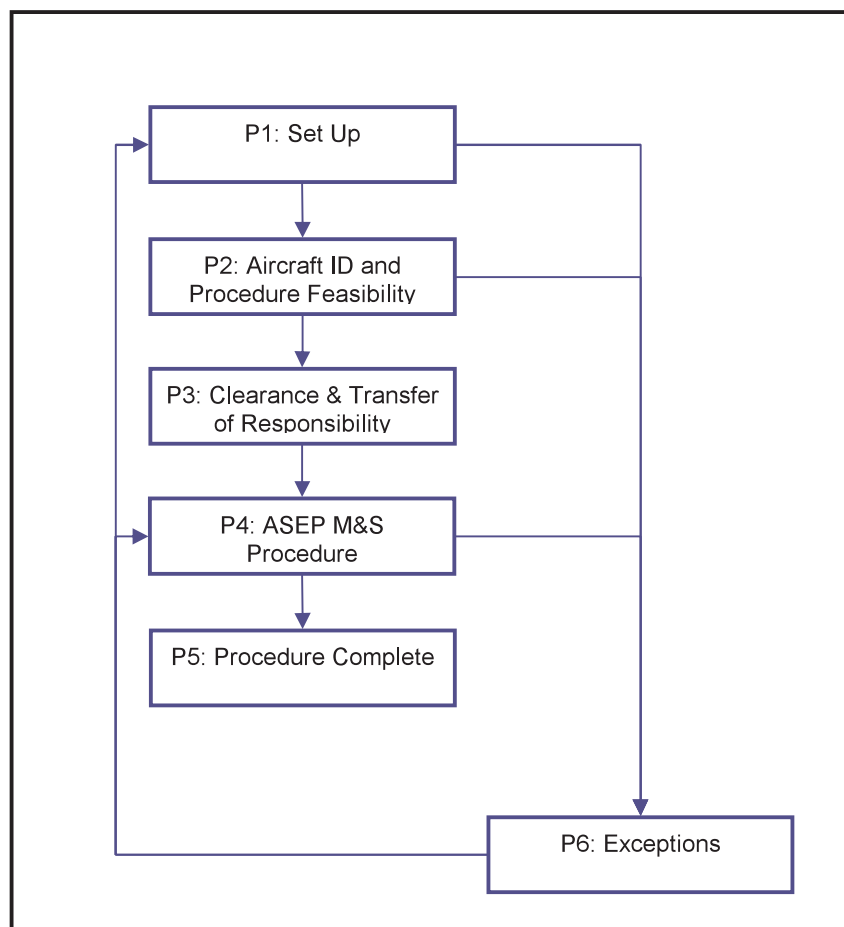 P1: Set Up
P2: Aircraft ID and
Procedure Feasibility
P3: Clearance & Transfer
of Responsibility
P4: ASEP M&S
Procedure
P5: Procedure Complete
P6: Exceptions